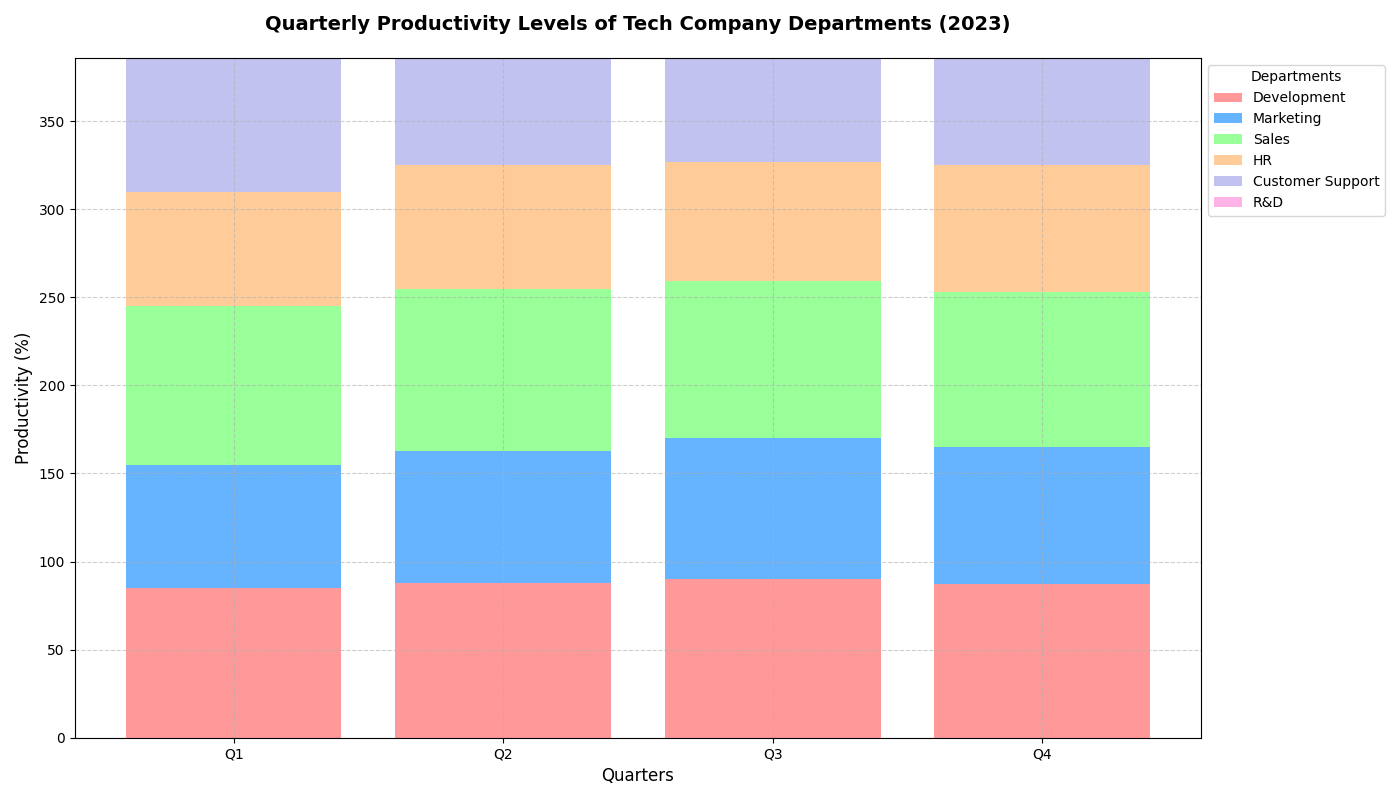 Quarterly Productivity Levels of Tech Company Departments (2023)
Productivity (%)
350
300
250
200
150
100
50
0
Q1 Q2 Q3 Q4
Quarters
Departments
Development
Marketing
Sales
HR
Customer Support
R&D